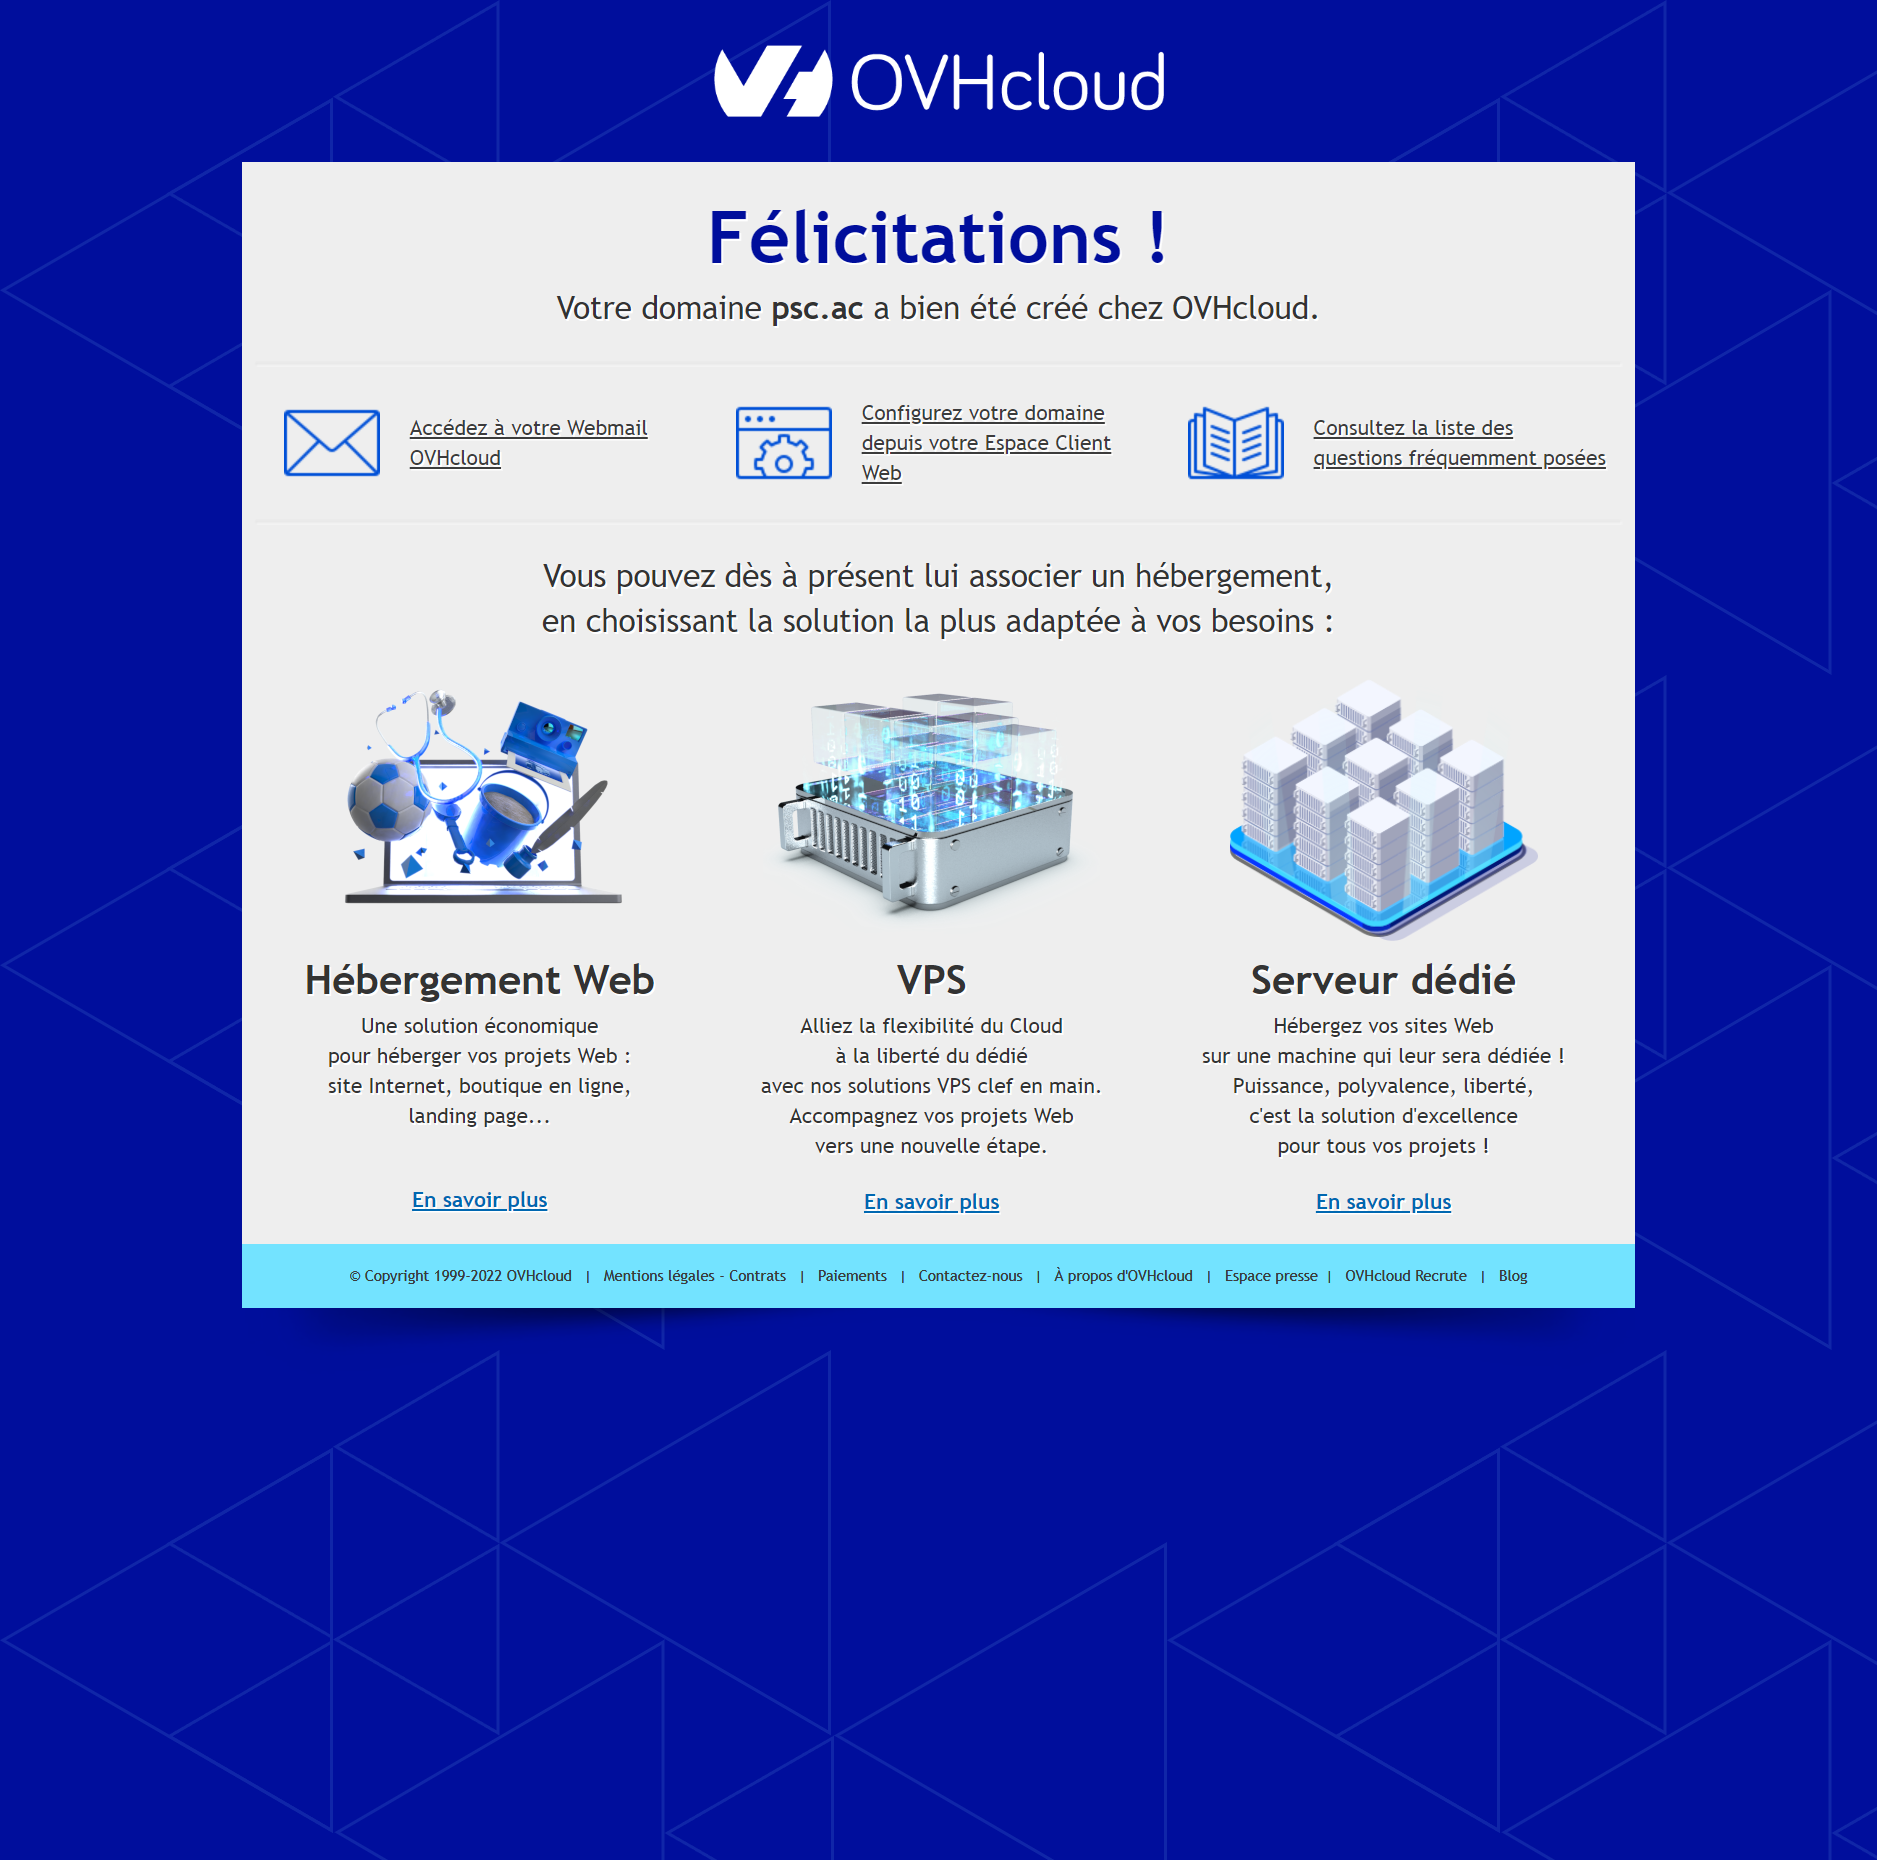 OVHcloud
Félicitations !
Votre domaine psc.ac a bien été créé chez OVHcloud.
Accédez à votre Webmail
OVHcloud
Configurez votre domaine
depuis votre Espace Client
Web
Consultez la liste des
questions fréquemment posées
Vous pouvez dès à présent lui associer un hébergement,
en choisissant la solution la plus adaptée à vos besoins :
Hébergement Web
Une solution économique
pour héberger vos projets Web :
site Internet, boutique en ligne,
landing page...
En savoir plus
VPS
Alliez la flexibilité du Cloud
à la liberté du dédié
avec nos solutions VPS clef en main.
Accompagnez vos projets Web
vers une nouvelle étape.
En savoir plus
Serveur dédié
Hébergez vos sites Web
sur une machine qui leur sera dédiée !
Puissance, polyvalence, liberté,
c'est la solution d'excellence
pour tous vos projets !
En savoir plus
© Copyright 1999-2022 OVHcloud | Mentions légales - Contrats | Paiements | Contactez-nous | À propos d'OVHcloud | Espace presse | OVHcloud Recrute | Blog